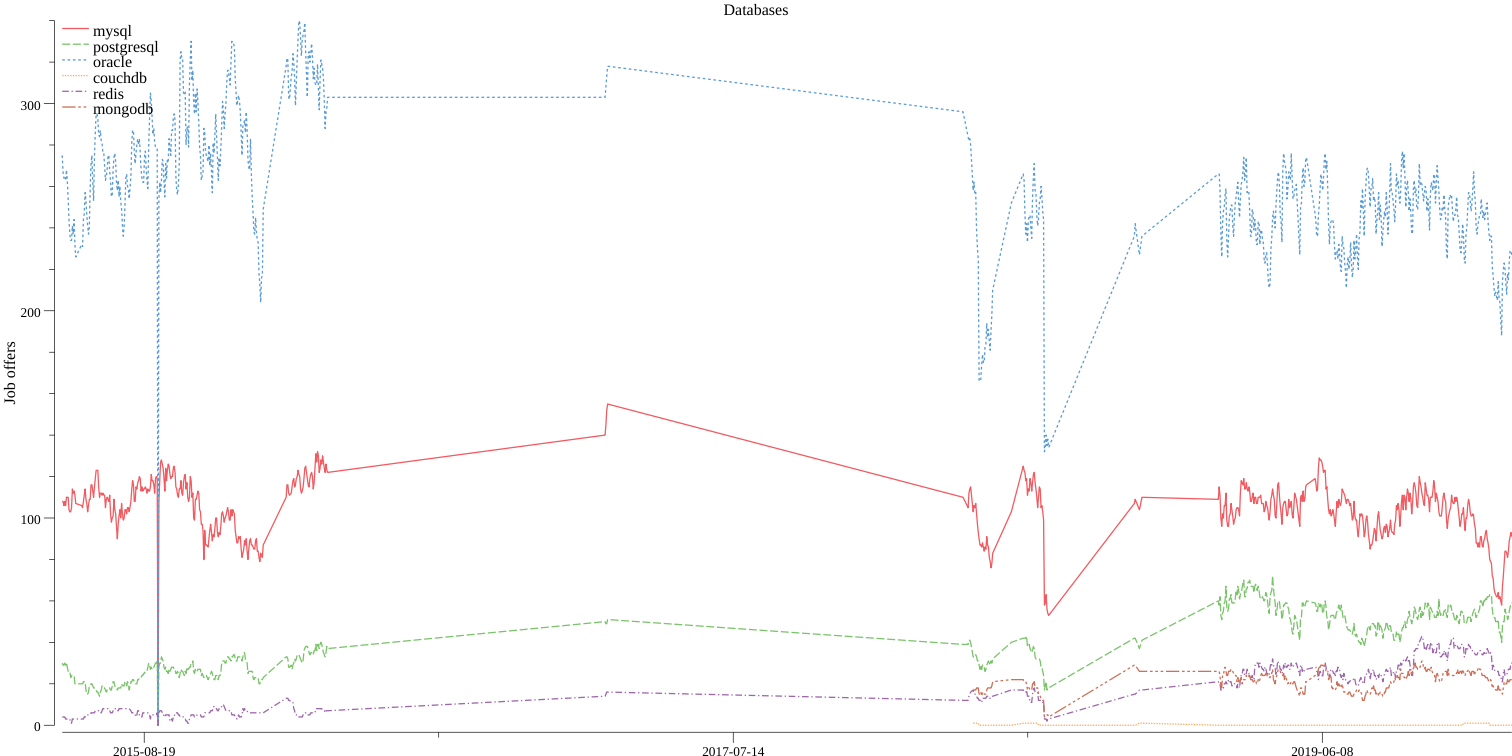 Databases
mysql
postgresql
oracle
couchdb
redis
mongodb
Job offers
300
200
100
0
2015-08-19
2017-07-14
2019-06-08